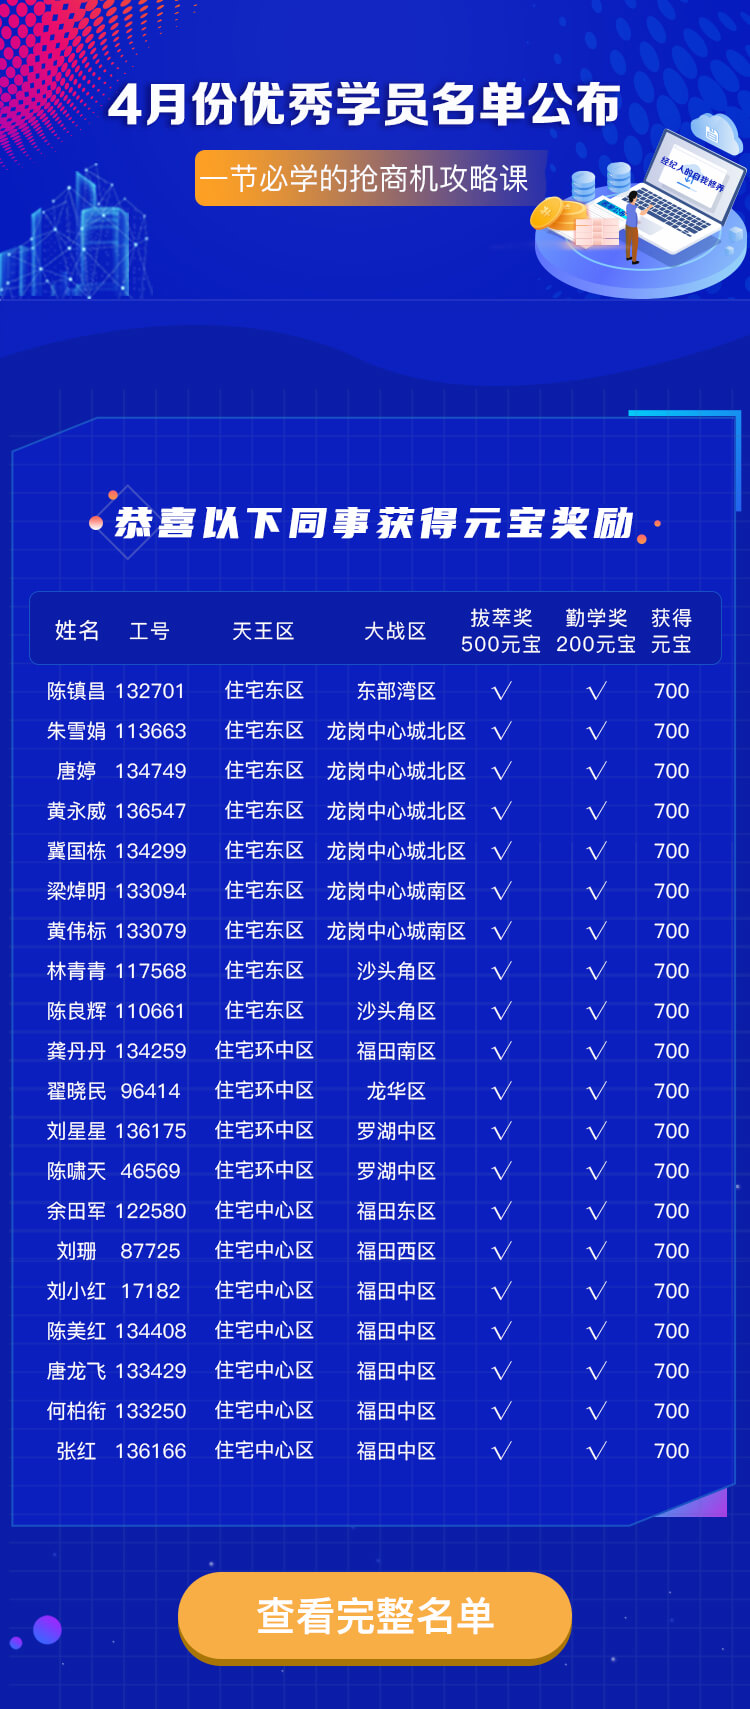 4月份优秀学员名单公布
一节必学的抢商机攻略课
经纪人的自我修养
恭喜以下同事获得元宝奖励
姓名 工号 天王区 大战区 拔萃奖 500元宝 勤学奖 200元宝 获得元宝
陈镇昌 132701 住宅东区 东部湾区 √ √ 700
朱雪娟 113663 住宅东区 龙岗中心城北区 √ √ 700
唐婷 134749 住宅东区 龙岗中心城北区 √ √ 700
黄永威 136547 住宅东区 龙岗中心城北区 √ √ 700
冀国栋 134299 住宅东区 龙岗中心城北区 √ √ 700
梁焯明 133094 住宅东区 龙岗中心城南区 √ √ 700
黄伟标 133079 住宅东区 龙岗中心城南区 √ √ 700
林青青 117568 住宅东区 沙头角区 √ √ 700
陈良辉 110661 住宅东区 沙头角区 √ √ 700
龚丹丹 134259 住宅环中区 福田南区 √ √ 700
翟晓民 96414 住宅环中区 龙华区 √ √ 700
刘星星 136175 住宅环中区 罗湖中区 √ √ 700
陈啸天 46569 住宅环中区 罗湖中区 √ √ 700
余田军 122580 住宅中心区 福田东区 √ √ 700
刘珊 87725 住宅中心区 福田西区 √ √ 700
刘小红 17182 住宅中心区 福田中区 √ √ 700
陈美红 134408 住宅中心区 福田中区 √ √ 700
唐龙飞 133429 住宅中心区 福田中区 √ √ 700
何柏衔 133250 住宅中心区 福田中区 √ √ 700
张红 136166 住宅中心区 福田中区 √ √ 700
查看完整名单